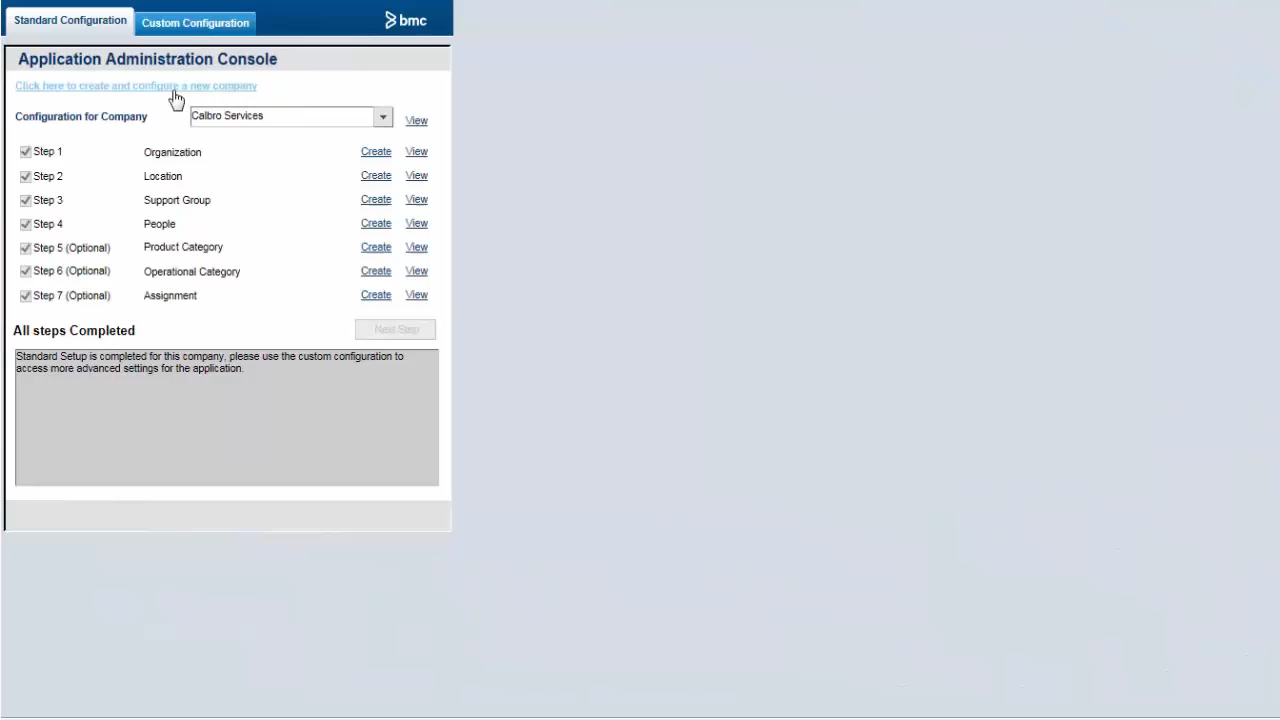 Standard Configuration
Custom Configuration
bmc
Application Administration Console
Click here to create and configure a new company
Configuration for Company Calbro Services View
Step 1 Organization Create View
Step 2 Location Create View
Step 3 Support Group Create View
Step 4 People Create View
Step 5 (Optional) Product Category Create View
Step 6 (Optional) Operational Category Create View
Step 7 (Optional) Assignment Create View
All steps Completed Next Step
Standard Setup is completed for this company, please use the custom configuration to
access more advanced settings for the application.